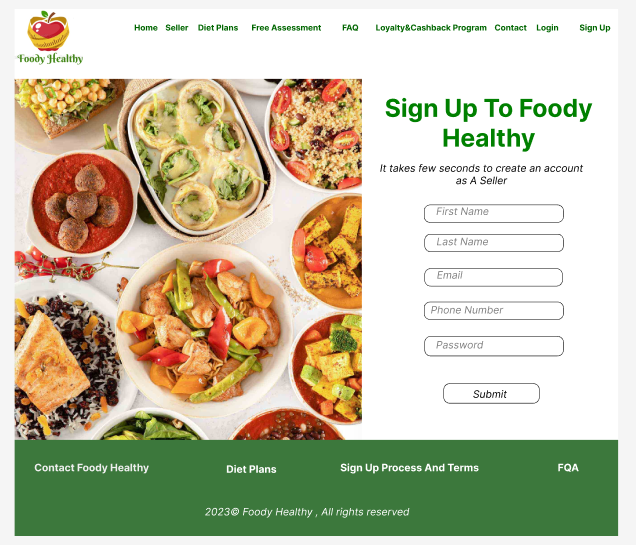 Foody Healthy
Home Seller Diet Plans Free Assessment FAQ Loyalty&Cashback Program Contact Login Sign Up
Sign Up To Foody
Healthy
It takes few seconds to create an account
as A Seller
First Name
Last Name
Email
Phone Number
Password
Submit
Contact Foody Healthy Diet Plans Sign Up Process And Terms FQA
2023© Foody Healthy , All rights reserved